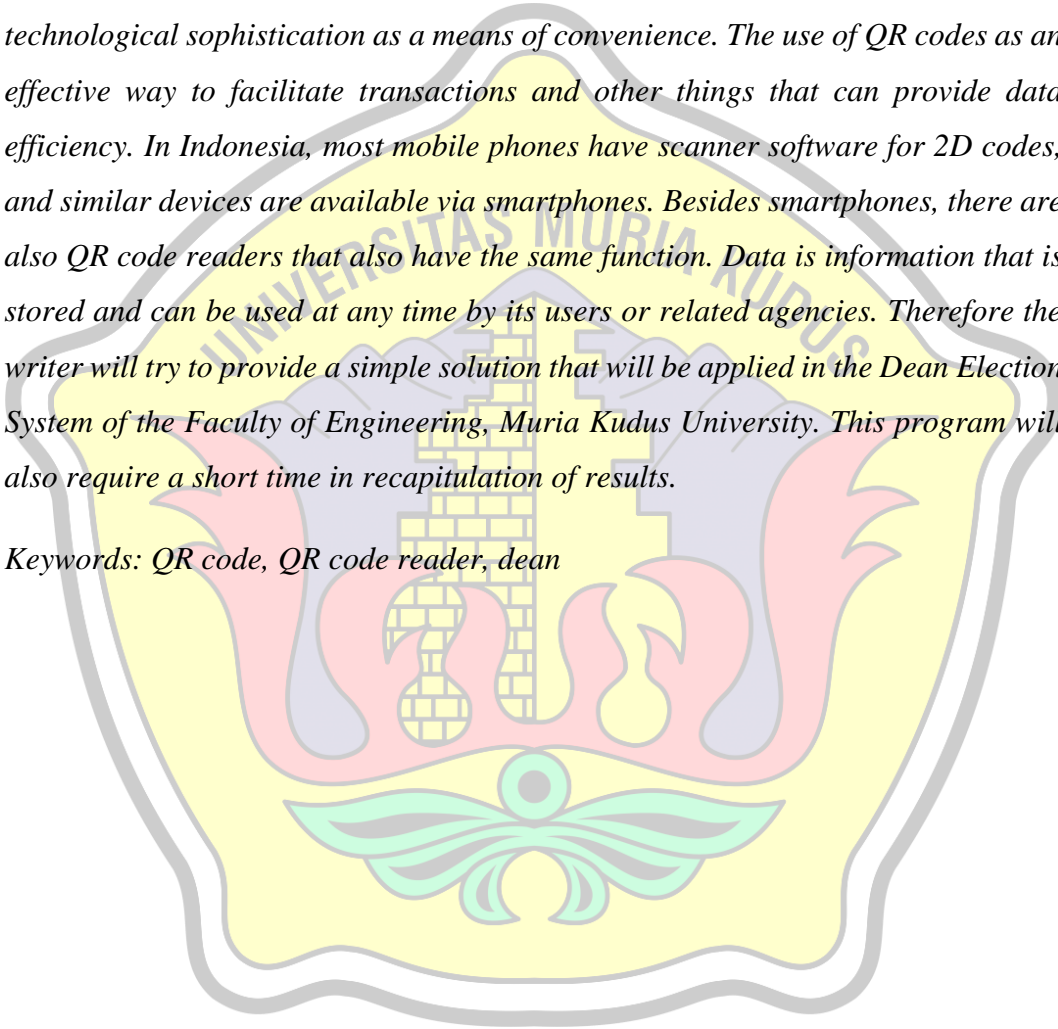 technological sophistication as a means of convenience. The use of QR codes as an
effective way to facilitate transactions and other things that can provide data
efficiency. In Indonesia, most mobile phones have scanner software for 2D codes,
and similar devices are available via smartphones. Besides smartphones, there are
also QR code readers that also have the same function. Data is information that is
stored and can be used at any time by its users or related agencies. Therefore the
writer will try to provide a simple solution that will be applied in the Dean Election
System of the Faculty of Engineering, Muria Kudus University. This program will
also require a short time in recapitulation of results.
Keywords: QR code, QR code reader, dean
UNIVERSITAS MURIA KUDUS